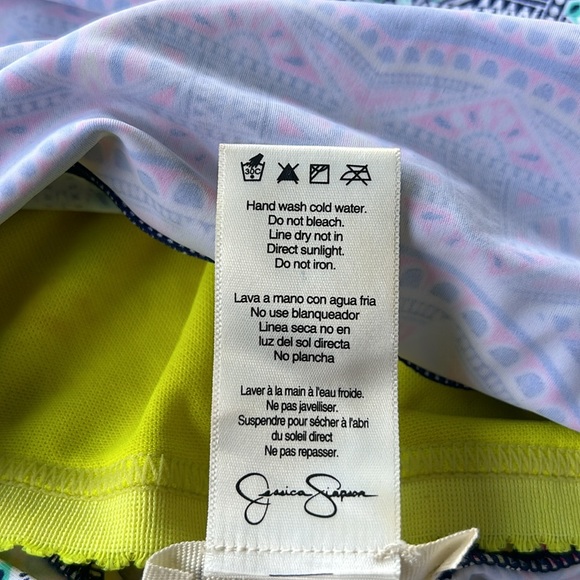 30C
Hand wash cold water.
Do not bleach.
Line dry not in
Direct sunlight.
Do not iron.
Lava a mano con agua fria
No use blanqueador
Linea seca no en
luz del sol directa
No plancha
Laver à la main à l'eau froide.
Ne pas javelliser.
Suspendre pour sécher à l'abri
du soleil direct
Ne pas repasser.
Jessica Simpson